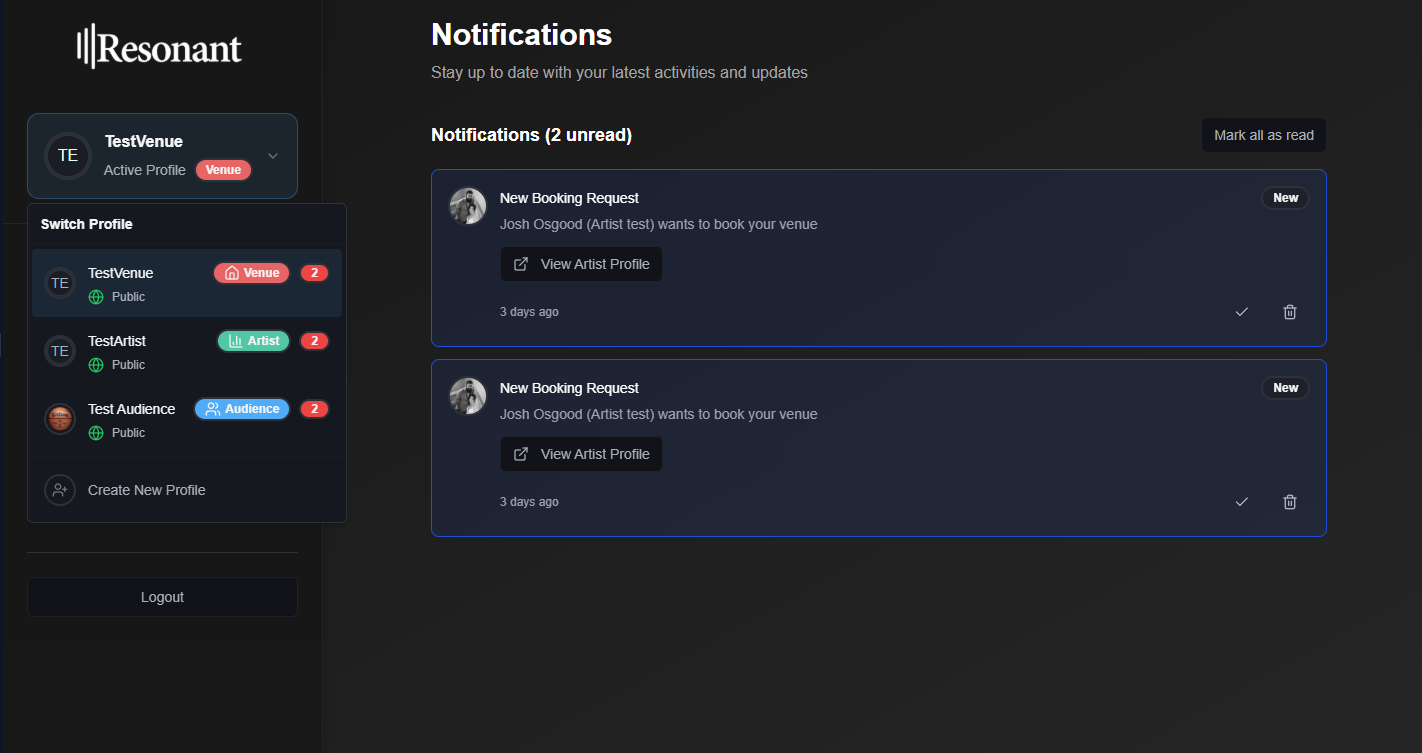 Resonant
TE
TestVenue
Active Profile Venue
Switch Profile
TE
TestVenue Venue 2
Public
TE
TestArtist Artist 2
Public
Test Audience Audience 2
Public
Create New Profile
Logout
Notifications
Stay up to date with your latest activities and updates
Notifications (2 unread)
Mark all as read
New Booking Request
New
Josh Osgood (Artist test) wants to book your venue
View Artist Profile
3 days ago
New Booking Request
New
Josh Osgood (Artist test) wants to book your venue
View Artist Profile
3 days ago